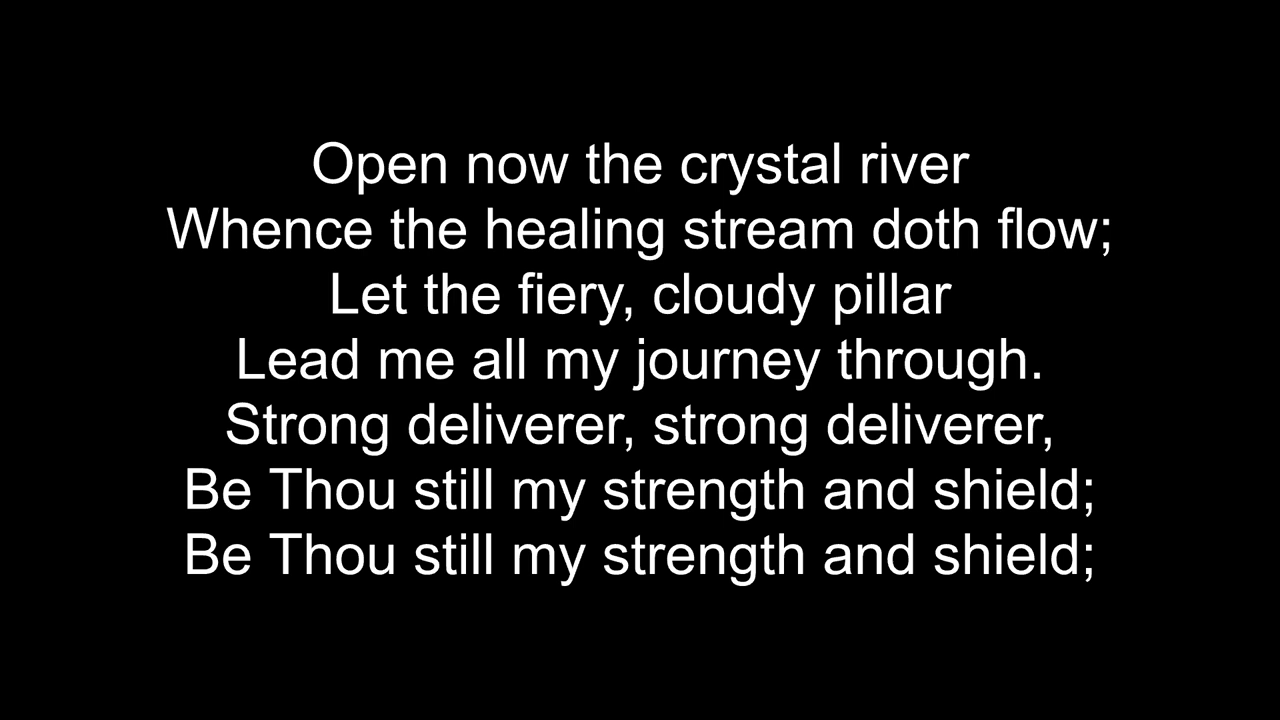 Open now the crystal river
Whence the healing stream doth flow;
Let the fiery, cloudy pillar
Lead me all my journey through.
Strong deliverer, strong deliverer,
Be Thou still my strength and shield;
Be Thou still my strength and shield;